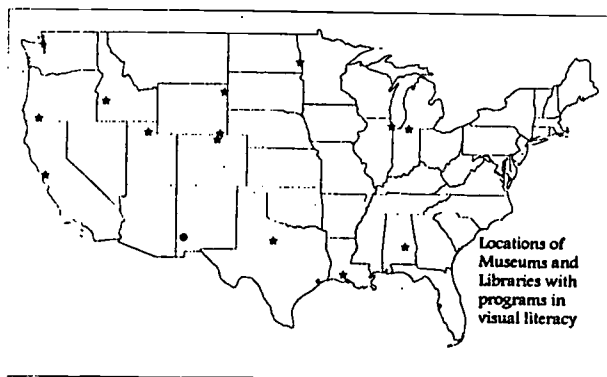 Locations of
Museums and
Libraries with
programs in
visual literacy